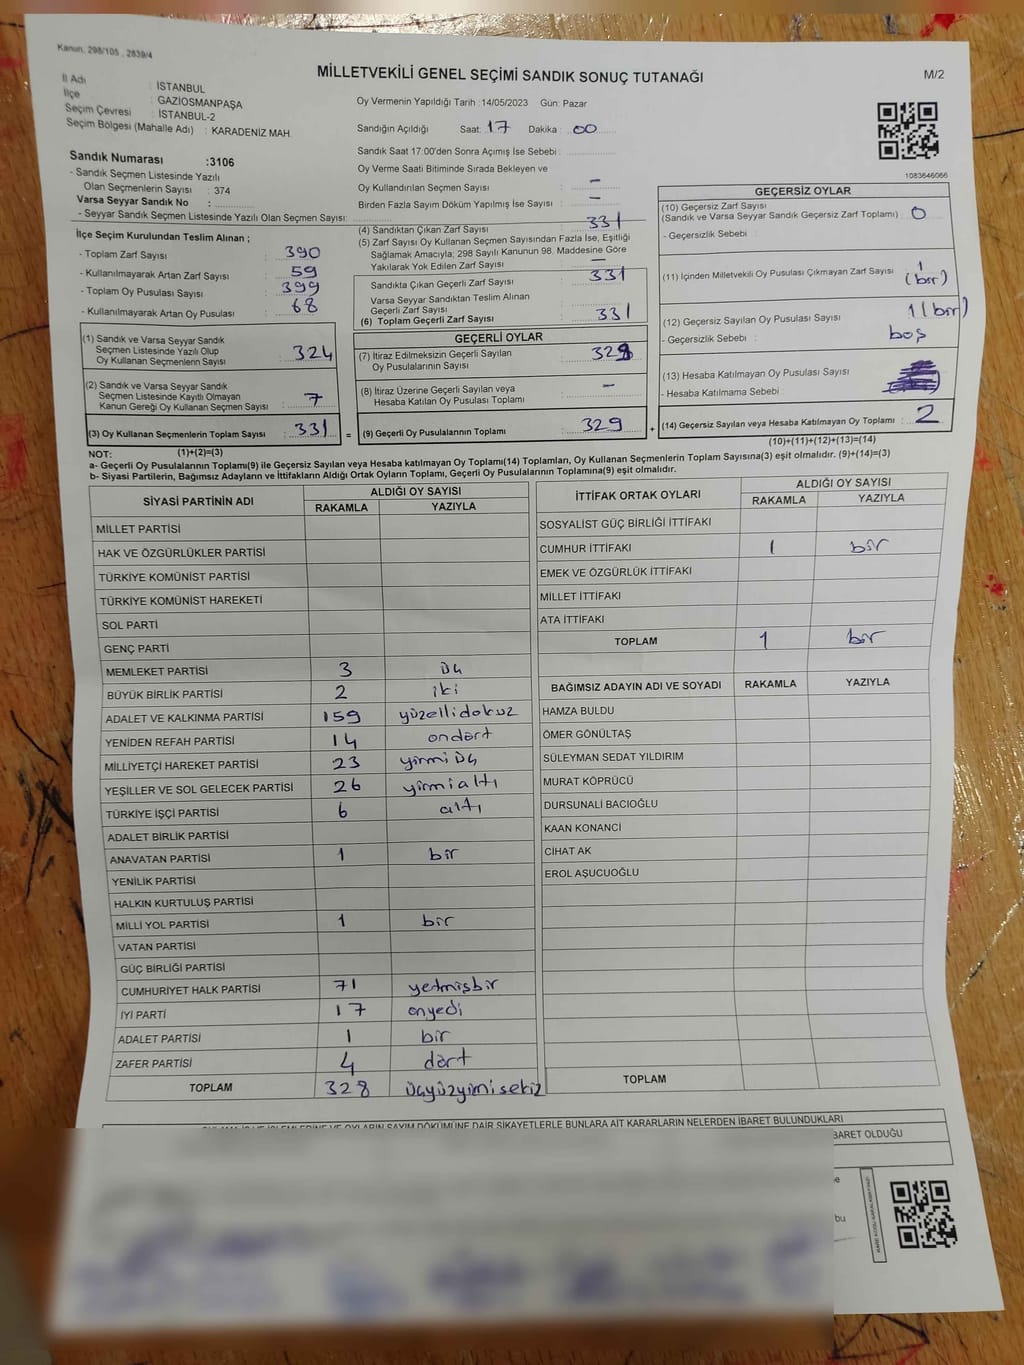 Kanun, 298/105 , 2839/4
MİLLETVEKİLİ GENEL SEÇİMİ SANDIK SONUÇ TUTANAĞI
M/2
İl Adı : İSTANBUL
İlçe : GAZİOSMANPAŞA
Seçim Çevresi : İSTANBUL-2
Seçim Bölgesi (Mahalle Adı) : KARADENİZ MAH.
Sandık Numarası :3106
- Sandık Seçmen Listesinde Yazılı
Olan Seçmenlerin Sayısı : 374
Varsa Seyyar Sandık No :
- Seyyar Sandık Seçmen Listesinde Yazılı Olan Seçmen Sayısı:
Oy Vermenin Yapıldığı Tarih :14/05/2023 Gün: Pazar
Sandığın Açıldığı Saat: 17 Dakika : 00
Sandık Saat 17:00'den Sonra Açımış İse Sebebi :
Oy Verme Saati Bitiminde Sırada Bekleyen ve
Oy Kullandırılan Seçmen Sayısı : -
Birden Fazla Sayım Döküm Yapılmış İse Sayısı : -
1083646066
İlçe Seçim Kurulundan Teslim Alınan ;
- Toplam Zarf Sayısı : 390
- Kullanılmayarak Artan Zarf Sayısı : 59
- Toplam Oy Pusulası Sayısı : 399
- Kullanılmayarak Artan Oy Pusulası : 68
(1) Sandık ve Varsa Seyyar Sandık
Seçmen Listesinde Yazılı Olup
Oy Kullanan Seçmenlerin Sayısı : 324
(2) Sandık ve Varsa Seyyar Sandık
Seçmen Listesinde Kayıtlı Olmayan
Kanun Gereği Oy Kullanan Seçmen Sayısı : 7
(3) Oy Kullanan Seçmenlerin Toplam Sayısı : 331 =
(1)+(2)=(3)
(4) Sandıktan Çıkan Zarf Sayısı : 331
(5) Zarf Sayısı Oy Kullanan Seçmen Sayısından Fazla İse, Eşitliği
Sağlamak Amacıyla; 298 Sayılı Kanunun 98. Maddesine Göre
Yakılarak Yok Edilen Zarf Sayısı : -
Sandıkta Çıkan Geçerli Zarf Sayısı : 331
Varsa Seyyar Sandıktan Teslim Alınan
Geçerli Zarf Sayısı :
(6) Toplam Geçerli Zarf Sayısı : 331
GEÇERLİ OYLAR
(7) İtiraz Edilmeksizin Geçerli Sayılan
Oy Pusulalarının Sayısı : 329
(8) İtiraz Üzerine Geçerli Sayılan veya
Hesaba Katılan Oy Pusulası Toplamı : -
(9) Geçerli Oy Pusulalarının Toplamı : 329 +
GEÇERSİZ OYLAR
(10) Geçersiz Zarf Sayısı
(Sandık ve Varsa Seyyar Sandık Geçersiz Zarf Toplamı) : 0
- Geçersizlik Sebebi :
(11) İçinden Milletvekili Oy Pusulası Çıkmayan Zarf Sayısı : 1
(bir)
(12) Geçersiz Sayılan Oy Pusulası Sayısı : 1 (bir)
- Geçersizlik Sebebi : boş
(13) Hesaba Katılmayan Oy Pusulası Sayısı :
- Hesaba Katılmama Sebebi :
(14) Geçersiz Sayılan veya Hesaba Katılmayan Oy Toplamı : 2
(10)+(11)+(12)+(13)=(14)
NOT:
a- Geçerli Oy Pusulalarının Toplamı(9) ile Geçersiz Sayılan veya Hesaba katılmayan Oy Toplamı(14) Toplamları, Oy Kullanan Seçmenlerin Toplam Sayısına(3) eşit olmalıdır. (9)+(14)=(3)
b- Siyasi Partilerin, Bağımsız Adayların ve İttifakların Aldığı Ortak Oyların Toplamı, Geçerli Oy Pusulalarının Toplamına(9) eşit olmalıdır.
SİYASİ PARTİNİN ADI ALDIĞI OY SAYISI
RAKAMLA YAZIYLA
MİLLET PARTİSİ
HAK VE ÖZGÜRLÜKLER PARTİSİ
TÜRKİYE KOMÜNİST PARTİSİ
TÜRKİYE KOMÜNİST HAREKETİ
SOL PARTİ
GENÇ PARTİ
MEMLEKET PARTİSİ 3 üç
BÜYÜK BİRLİK PARTİSİ 2 iki
ADALET VE KALKINMA PARTİSİ 159 yüzellidokuz
YENİDEN REFAH PARTİSİ 14 ondört
MİLLİYETÇİ HAREKET PARTİSİ 23 yirmi üç
YEŞİLLER VE SOL GELECEK PARTİSİ 26 yirmialtı
TÜRKİYE İŞÇİ PARTİSİ 6 altı
ADALET BİRLİK PARTİSİ
ANAVATAN PARTİSİ 1 bir
YENİLİK PARTİSİ
HALKIN KURTULUŞ PARTİSİ
MİLLİ YOL PARTİSİ 1 bir
VATAN PARTİSİ
GÜÇ BİRLİĞİ PARTİSİ
CUMHURİYET HALK PARTİSİ 71 yetmişbir
İYİ PARTİ 17 onyedi
ADALET PARTİSİ 1 bir
ZAFER PARTİSİ 4 dört
TOPLAM 328 üçyüzyimisekiz
İTTİFAK ORTAK OYLARI ALDIĞI OY SAYISI
RAKAMLA YAZIYLA
SOSYALİST GÜÇ BİRLİĞİ İTTİFAKI
CUMHUR İTTİFAKI 1 bir
EMEK VE ÖZGÜRLÜK İTTİFAKI
MİLLET İTTİFAKI
ATA İTTİFAKI
TOPLAM 1 bir
BAĞIMSIZ ADAYIN ADI VE SOYADI RAKAMLA YAZIYLA
HAMZA BULDU
ÖMER GÖNÜLTAŞ
SÜLEYMAN SEDAT YILDIRIM
MURAT KÖPRÜCÜ
DURSUNALİ BACIOĞLU
KAAN KONANCİ
CİHAT AK
EROL AŞUCUOĞLU
TOPLAM
DÖKÜMÜNE DAİR ŞİKAYETLERLE BUNLARA AİT KARARLARIN NELERDEN İBARET BULUNDUKLARI
BARET OLDUĞU
bu